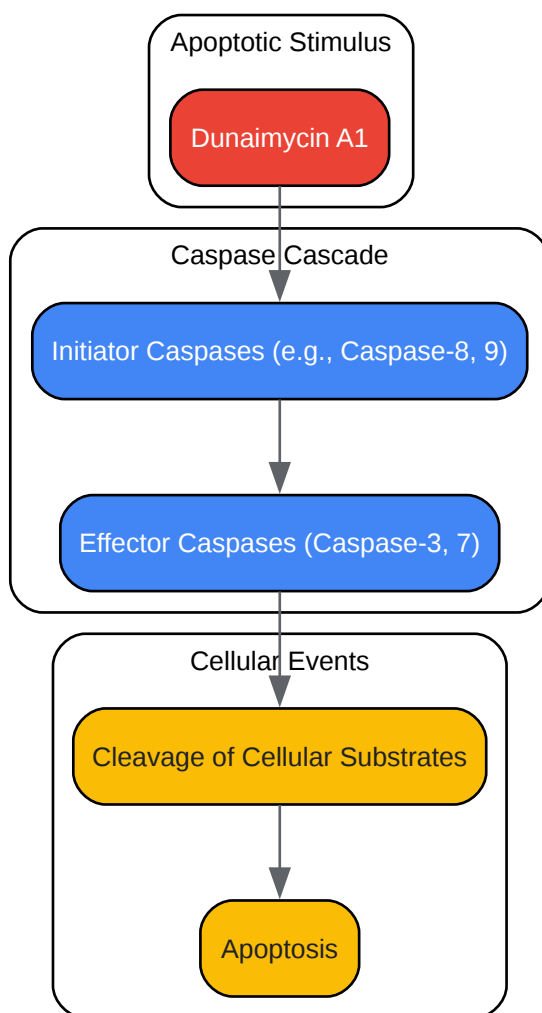 Apoptotic Stimulus
Dunaimycin A1
Caspase Cascade
Initiator Caspases (e.g., Caspase-8, 9)
Effector Caspases (Caspase-3, 7)
Cellular Events
Cleavage of Cellular Substrates
Apoptosis